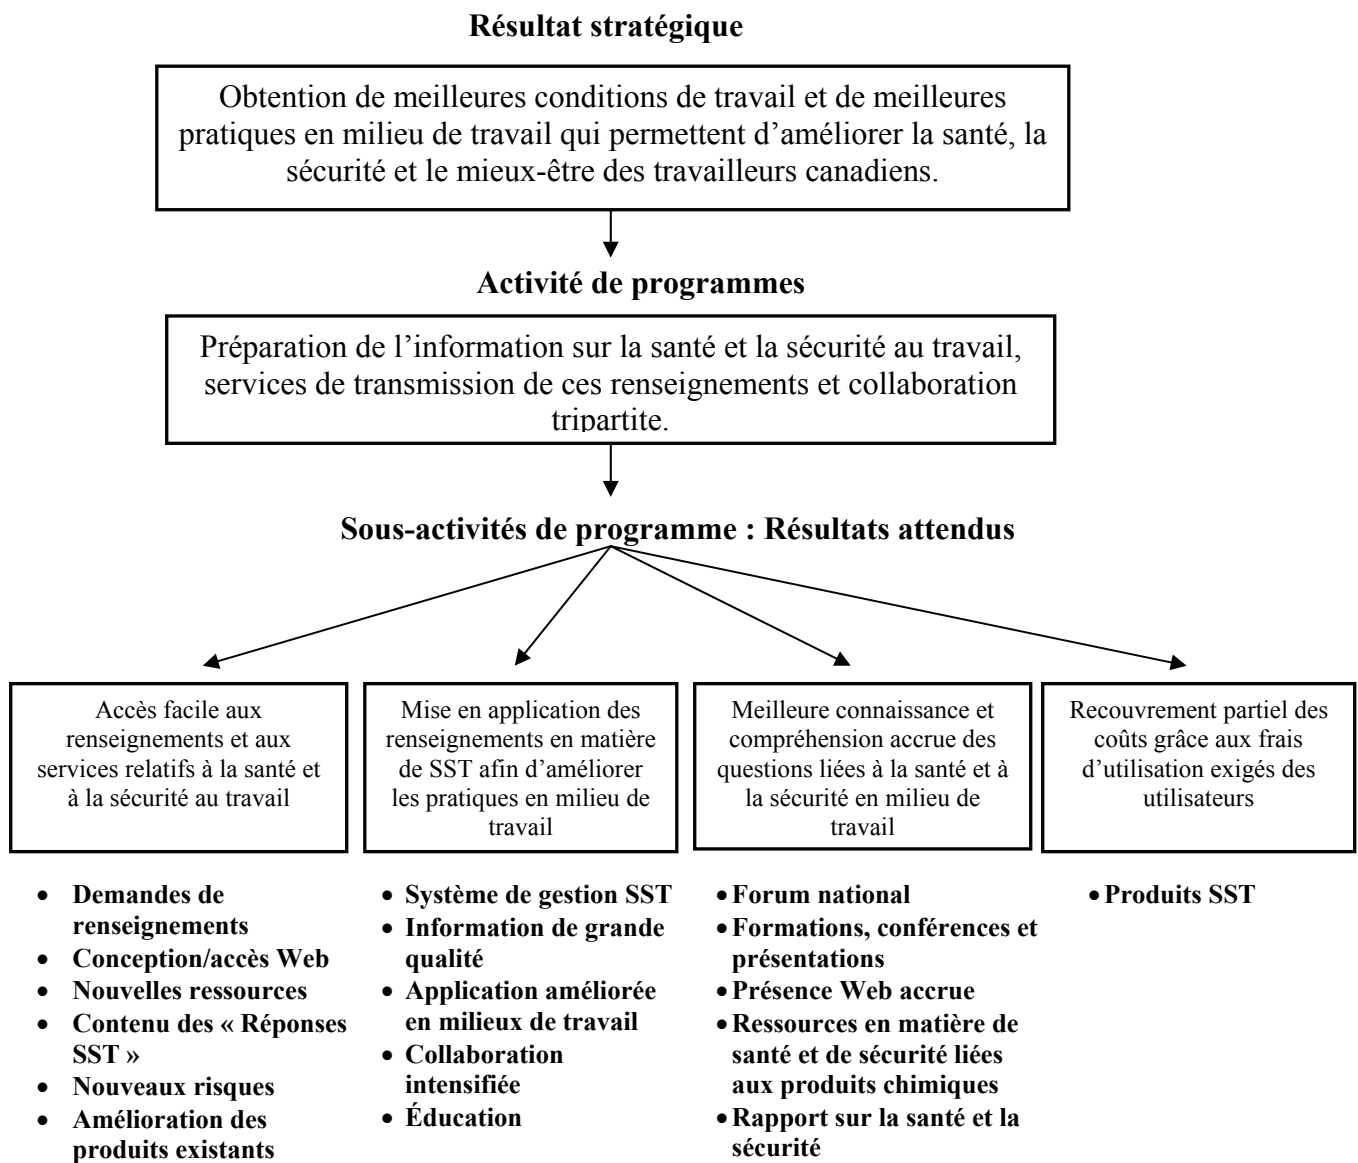 Résultat stratégique
Obtention de meilleures conditions de travail et de meilleures
pratiques en milieu de travail qui permettent d’améliorer la santé, la
sécurité et le mieux-être des travailleurs canadiens.
Activité de programmes
Préparation de l’information sur la santé et la sécurité au travail,
services de transmission de ces renseignements et collaboration
tripartite.
Sous-activités de programme : Résultats attendus
Accès facile aux
renseignements et aux
services relatifs à la santé et
à la sécurité au travail
Mise en application des
renseignements en matière
de SST afin d’améliorer
les pratiques en milieu de
travail
Meilleure connaissance et
compréhension accrue des
questions liées à la santé et à
la sécurité en milieu de
travail
Recouvrement partiel des
coûts grâce aux frais
d’utilisation exigés des
utilisateurs
• Demandes de
renseignements
• Conception/accès Web
• Nouvelles ressources
• Contenu des « Réponses
SST »
• Nouveaux risques
• Amélioration des
produits existants
• Système de gestion SST
• Information de grande
qualité
• Application améliorée
en milieux de travail
• Collaboration
intensifiée
• Éducation
• Forum national
• Formations, conférences et
présentations
• Présence Web accrue
• Ressources en matière de
santé et de sécurité liées
aux produits chimiques
• Rapport sur la santé et la
sécurité
• Produits SST